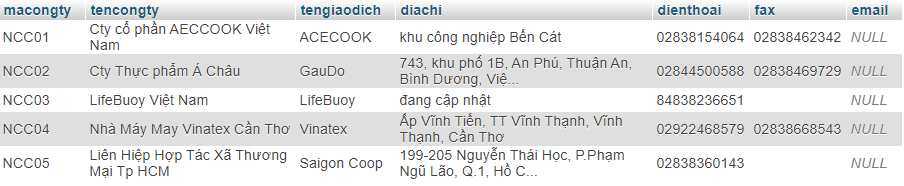 macongty tencongty tengiaodich diachi dienthoai fax email
NCC01 Cty cổ phần AECCOOK Việt Nam ACECOOK khu công nghiệp Bến Cát 02838154064 02838462342 NULL
NCC02 Cty Thực phẩm Á Châu GauDo 743, khu phố 1B, An Phú, Thuận An, Bình Dương, Việ... 02844500588 02838469729 NULL
NCC03 LifeBuoy Việt Nam LifeBuoy đang cập nhật 84838236651 NULL
NCC04 Nhà Máy May Vinatex Cần Thơ Vinatex Ấp Vĩnh Tiến, TT Vĩnh Thạnh, Vĩnh Thạnh, Cần Thơ 02922468579 02838668543 NULL
NCC05 Liên Hiệp Hợp Tác Xã Thương Mại Tp HCM Saigon Coop 199-205 Nguyễn Thái Học, P.Phạm Ngũ Lão, Q.1, Hồ C... 02838360143 NULL